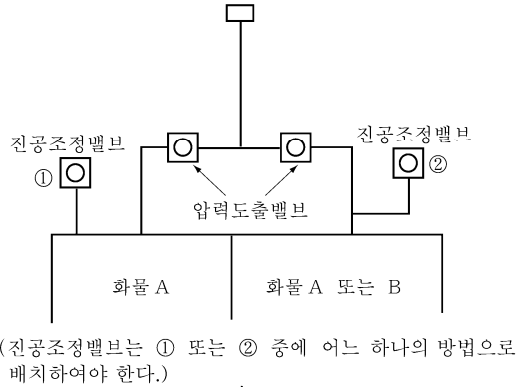 진공조정밸브
진공조정밸브
①
②
압력도출밸브
화물 A
화물 A 또는 B
(진공조정밸브는 ① 또는 ② 중에 어느 하나의 방법으로
배치하여야 한다.)